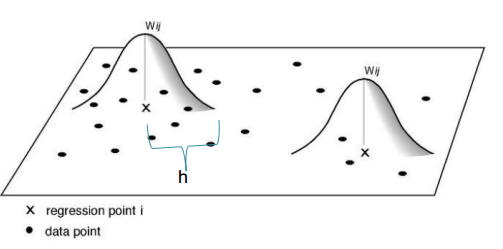 Wij
Wij
X
X
h
X regression point i
data point